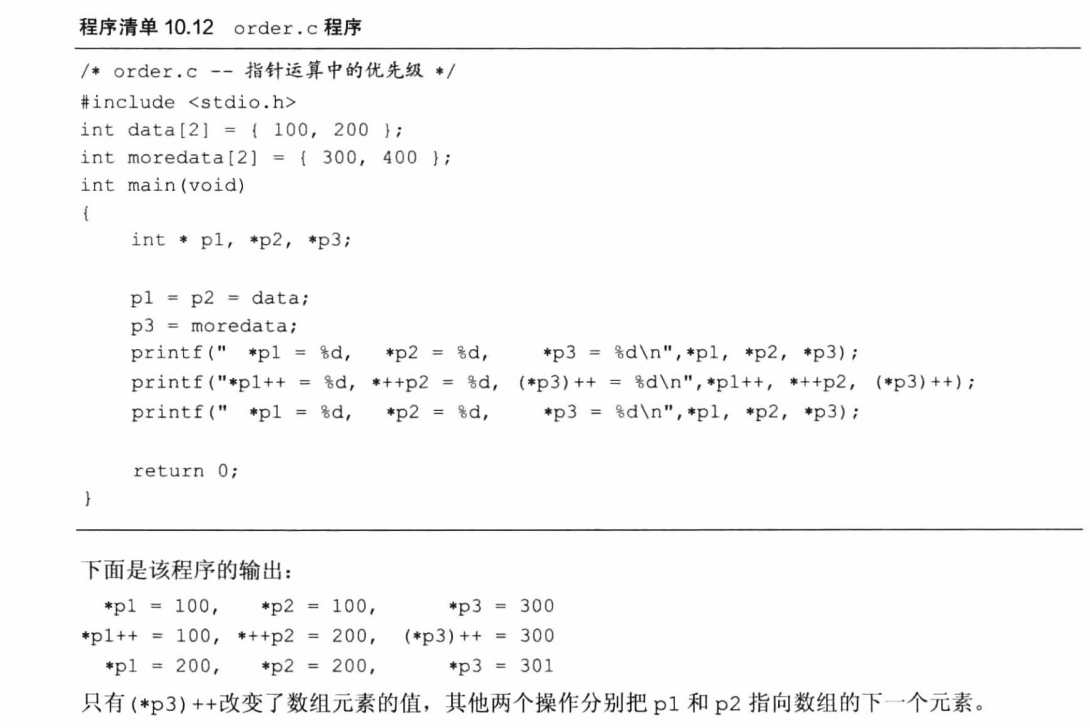 程序清单 10.12 order.c 程序
/* order.c -- 指针运算中的优先级 */
#include <stdio.h>
int data[2] = { 100, 200 };
int moredata[2] = { 300, 400 };
int main(void)
{
    int * p1, *p2, *p3;

    p1 = p2 = data;
    p3 = moredata;
    printf("  *p1 = %d,   *p2 = %d,     *p3 = %d\n",*p1, *p2, *p3);
    printf("*p1++ = %d, *++p2 = %d, (*p3)++ = %d\n",*p1++, *++p2, (*p3)++);
    printf("  *p1 = %d,   *p2 = %d,     *p3 = %d\n",*p1, *p2, *p3);

    return 0;
}
下面是该程序的输出：
  *p1 = 100,   *p2 = 100,     *p3 = 300
*p1++ = 100, *++p2 = 200, (*p3)++ = 300
  *p1 = 200,   *p2 = 200,     *p3 = 301
只有(*p3)++改变了数组元素的值，其他两个操作分别把 p1 和 p2 指向数组的下一个元素。